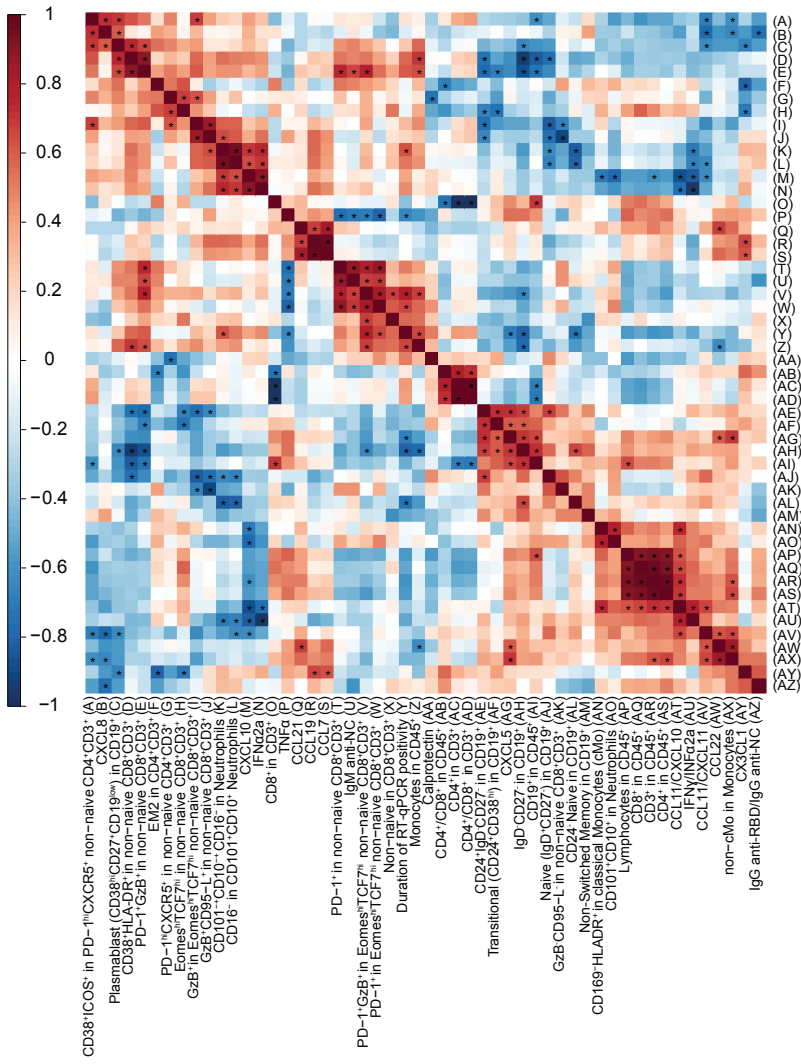 1
0.8
0.6
0.4
0.2
0
−0.2
−0.4
−0.6
−0.8
−1
(A)
(B)
(C)
(D)
(E)
(F)
(G)
(H)
(I)
(J)
(K)
(L)
(M)
(N)
(O)
(P)
(Q)
(R)
(S)
(T)
(U)
(V)
(W)
(X)
(Y)
(Z)
(AA)
(AB)
(AC)
(AD)
(AE)
(AF)
(AG)
(AH)
(AI)
(AJ)
(AK)
(AL)
(AM)
(AN)
(AO)
(AP)
(AQ)
(AR)
(AS)
(AT)
(AU)
(AV)
(AW)
(AX)
(AY)
(AZ)
CD38⁺ICOS⁺ in PD−1ʰⁱCXCR5⁺ non−naive CD4⁺CD3⁺ (A)
CXCL8 (B)
Plasmablast (CD38ʰⁱCD27⁺CD19ˡᵒʷ) in CD19⁺ (C)
CD38⁺HLA−DR⁺ in non−naive CD8⁺CD3⁺ (D)
PD−1⁺GzB⁺ in non−naive CD8⁺CD3⁺ (E)
EM2 in CD4⁺CD3⁺ (F)
PD−1ʰⁱCXCR5⁺ in non−naive CD4⁺CD3⁺ (G)
EomesʰⁱTCF7ʰⁱ in non−naive CD8⁺CD3⁺ (H)
GzB⁺ in EomesʰⁱTCF7ʰⁱ non−naive CD8⁺CD3⁺ (I)
GzB⁺CD95−L⁺ in non−naive CD8⁺CD3⁺ (J)
CD101⁻⁺CD10⁻⁺CD16⁻ in Neutrophils (K)
CD16⁻ in CD101⁺CD10⁺ Neutrophils (L)
CXCL10 (M)
IFNα2a (N)
CD8⁺ in CD3⁺ (O)
TNFα (P)
CCL21 (Q)
CCL19 (R)
CCL2 (S)
PD−1⁺ in non−naive CD8⁺CD3⁺ (T)
IgM anti−NC (U)
PD−1⁺GzB⁺ in EomesʰⁱTCF7ʰⁱ non−naive CD8⁺CD3⁺ (V)
PD−1⁺ in EomesʰⁱTCF7ʰⁱ non−naive CD8⁺CD3⁺ (W)
Non−naive in CD8⁺CD3⁺ (X)
Duration of RT−qPCR positivity (Y)
Monocytes in CD45⁺ (Z)
Calprotectin (AA)
CD4⁺/CD8⁺ in CD45⁺ (AB)
CD4⁺ in CD3⁺ (AC)
CD4⁺/CD8⁺ in CD3⁺ (AD)
CD24⁺IgD⁻CD27⁻ in CD19⁺ (AE)
Transitional (CD24⁺CD38ʰⁱ) in CD19⁺ (AF)
CXCL5 (AG)
IgD⁻CD27⁻ in CD19⁺ (AH)
CD19⁺ in CD45⁺ (AI)
Naive (IgD⁺CD27⁻) in CD19⁺ (AJ)
GzB⁻CD95−L⁻ in non−naive CD8⁺CD3⁺ (AK)
CD24⁻Naive in CD19⁺ (AL)
Non−Switched Memory in CD19⁺ (AM)
CD169⁻HLADR⁺ in classical Monocytes (cMo) (AN)
CD101⁺CD10⁺ in Neutrophils (AO)
Lymphocytes in CD45⁺ (AP)
CD8⁺ in CD45⁺ (AQ)
CD3⁺ in CD45⁺ (AR)
CD4⁺ in CD45⁺ (AS)
CCL11/CXCL10 (AT)
IFNγ/INFα2a (AU)
CCL11/CXCL11 (AV)
CCL22 (AW)
non−cMo in Monocytes (AX)
CX3CL1 (AY)
IgG anti−RBD/IgG anti−NC (AZ)